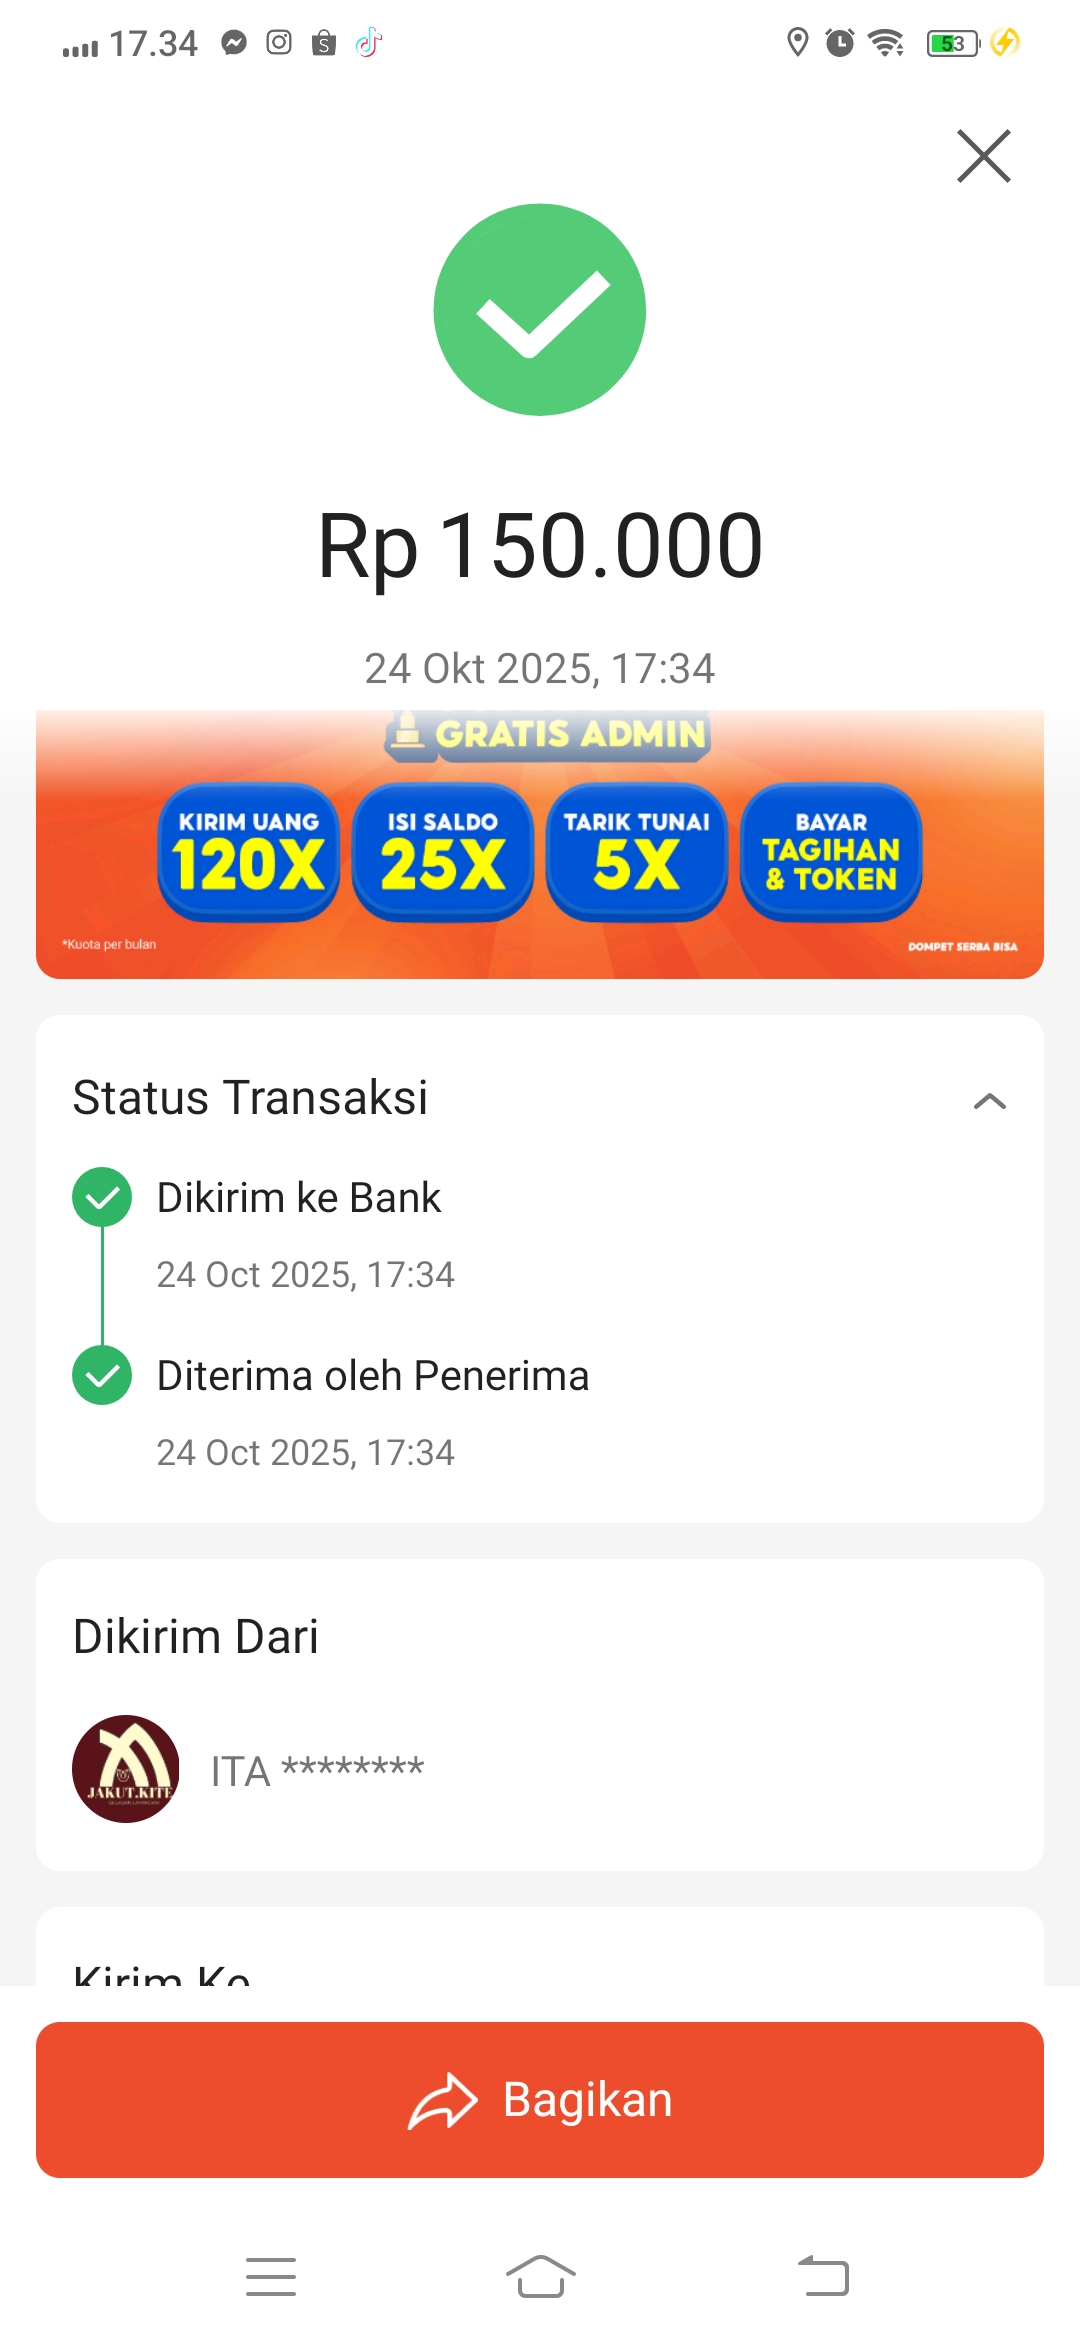 17.34
53
Rp 150.000
24 Okt 2025, 17:34
GRATIS ADMIN
KIRIM UANG
120X
ISI SALDO
25X
TARIK TUNAI
5X
BAYAR
TAGIHAN
& TOKEN
*Kuota per bulan
DOMPET SERBA BISA
Status Transaksi
Dikirim ke Bank
24 Oct 2025, 17:34
Diterima oleh Penerima
24 Oct 2025, 17:34
Dikirim Dari
JAKUT.KITE
ITA ********
Kirim Ke
Bagikan